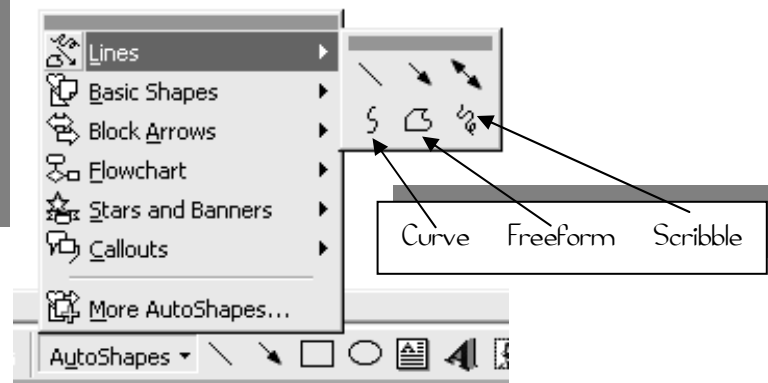 Lines
Basic Shapes
Block Arrows
Flowchart
Stars and Banners
Callouts
More AutoShapes...
Curve Freeform Scribble
AutoShapes